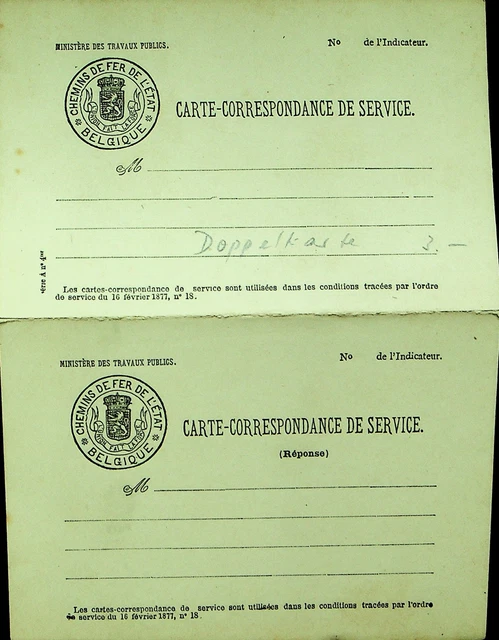 MINISTÈRE DES TRAVAUX PUBLICS.
No de l'Indicateur.
CHEMINS DE FER DE L'ÉTAT
BELGIQUE
CARTE-CORRESPONDANCE DE SERVICE.
M
Doppelkarte 3.—
Les cartes-correspondance de service sont utilisées dans les conditions tracées par l'ordre
de service du 16 février 1877, n° 18.
MINISTÈRE DES TRAVAUX PUBLICS.
No de l'Indicateur.
CHEMINS DE FER DE L'ÉTAT
BELGIQUE
CARTE-CORRESPONDANCE DE SERVICE.
(Réponse)
M
Les cartes-correspondance de service sont utilisées dans les conditions tracées par l'ordre
de service du 16 février 1877, n° 18.